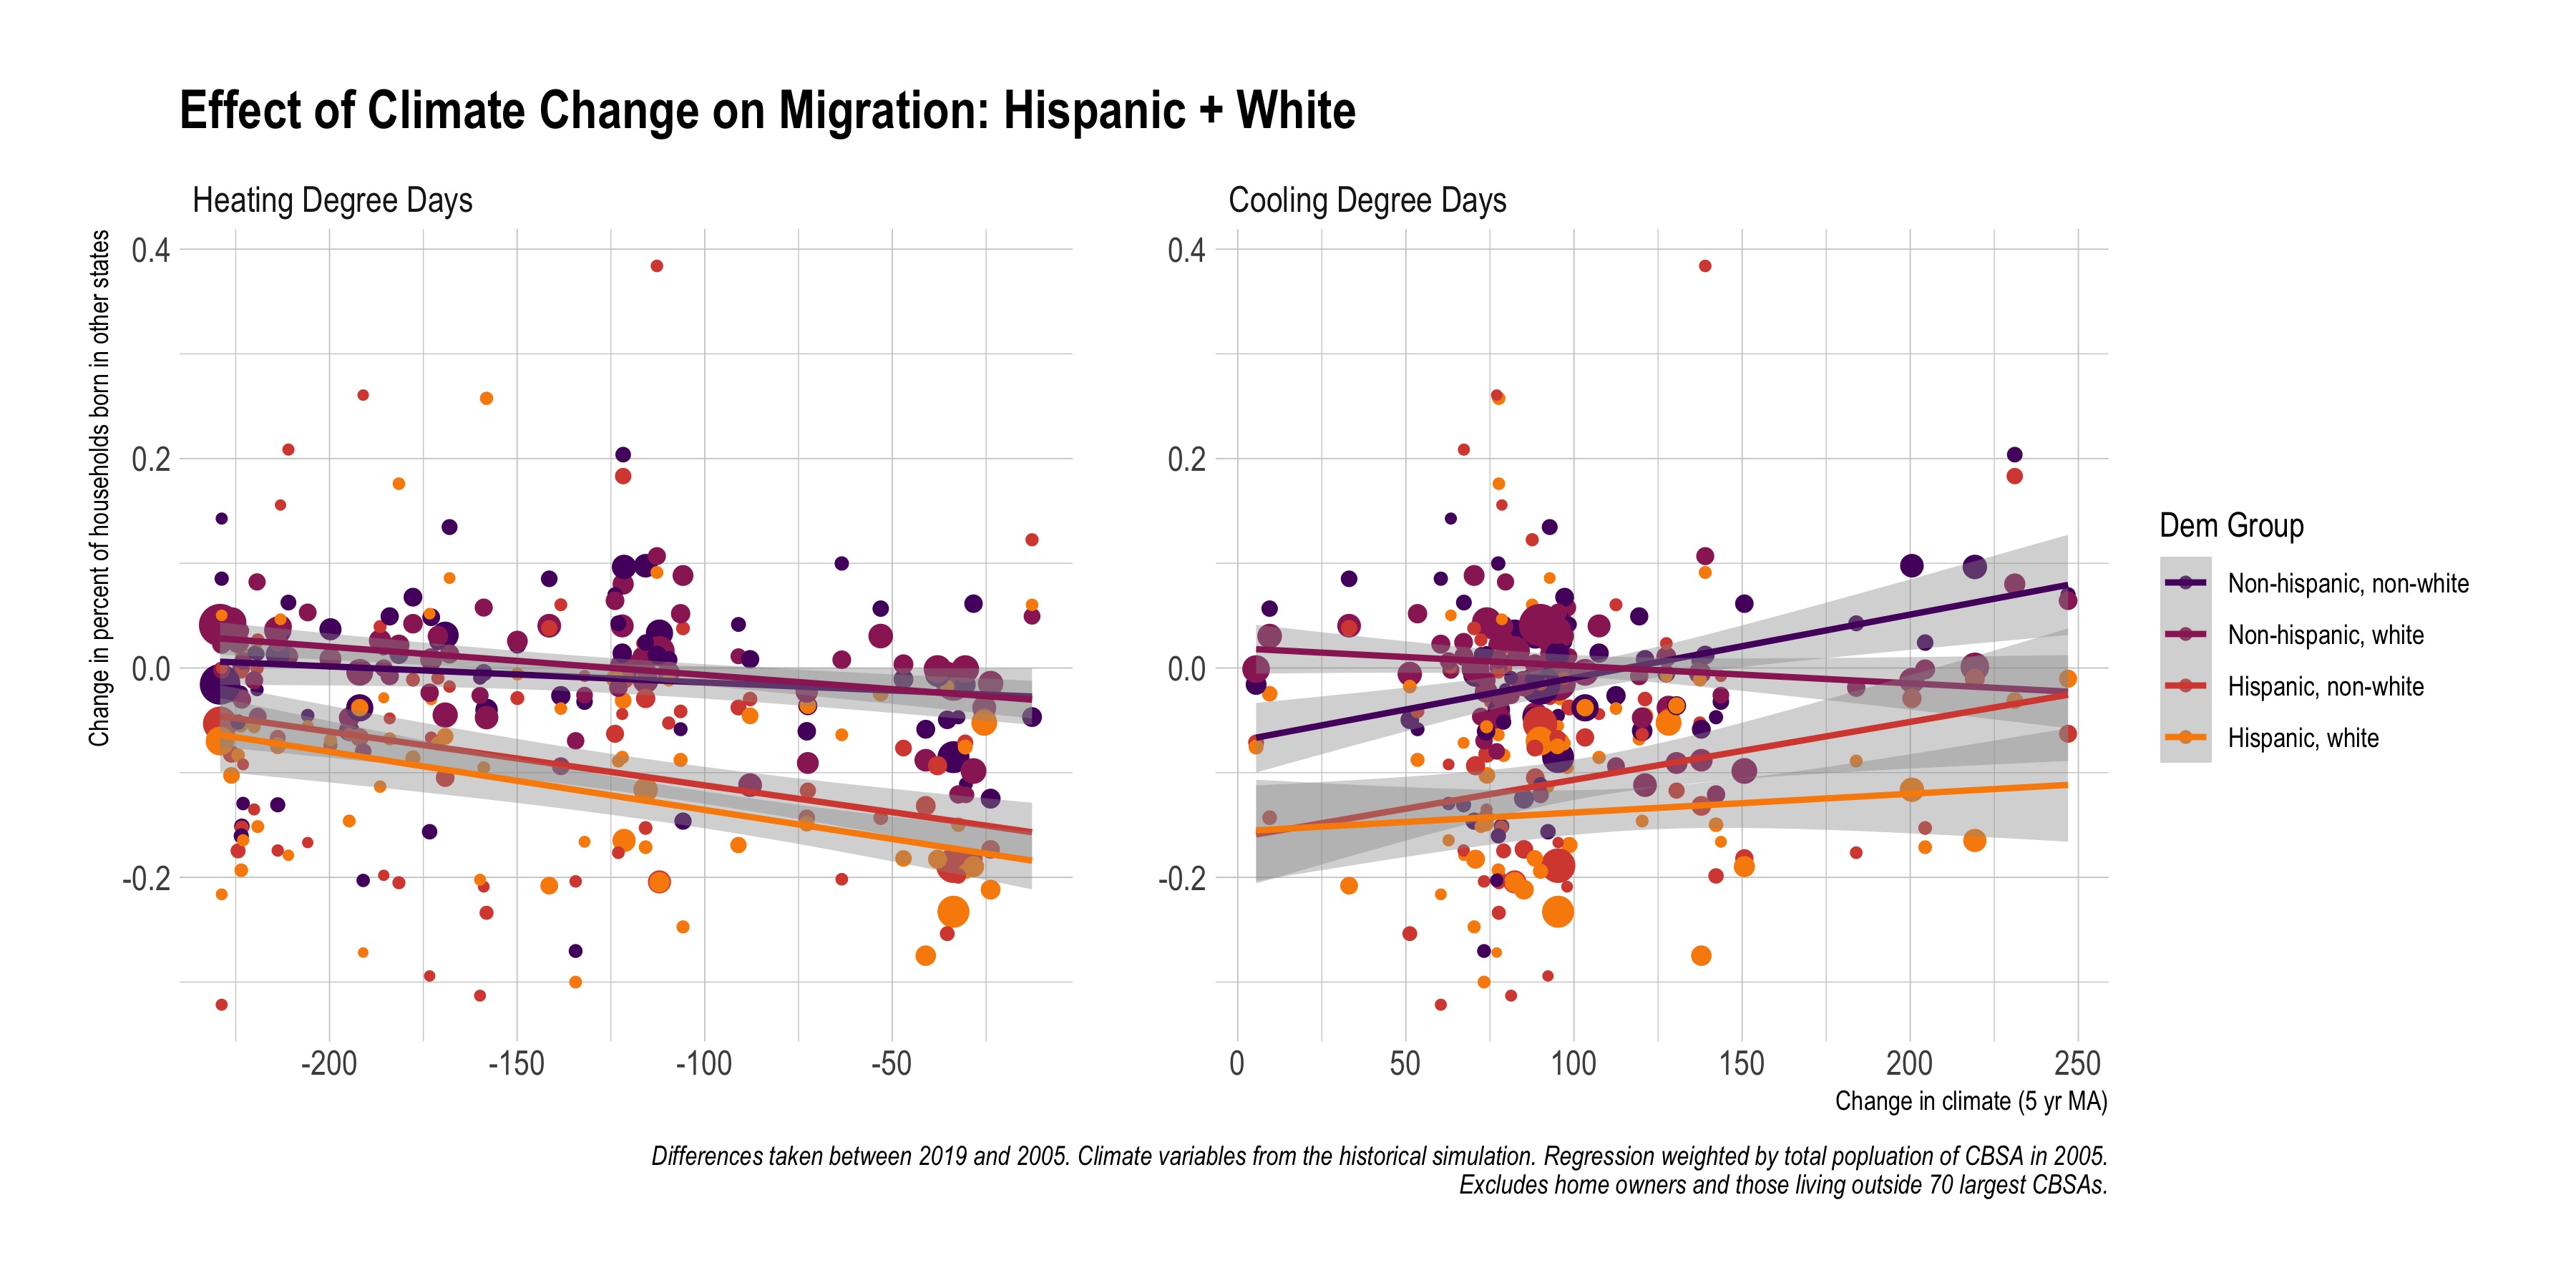 Effect of Climate Change on Migration: Hispanic + White
Heating Degree Days
Cooling Degree Days
Change in percent of households born in other states
0.4
0.2
0.0
-0.2
0.4
0.2
0.0
-0.2
-200
-150
-100
-50
0
50
100
150
200
250
Change in climate (5 yr MA)
Dem Group
Non-hispanic, non-white
Non-hispanic, white
Hispanic, non-white
Hispanic, white
Differences taken between 2019 and 2005. Climate variables from the historical simulation. Regression weighted by total popluation of CBSA in 2005.
Excludes home owners and those living outside 70 largest CBSAs.